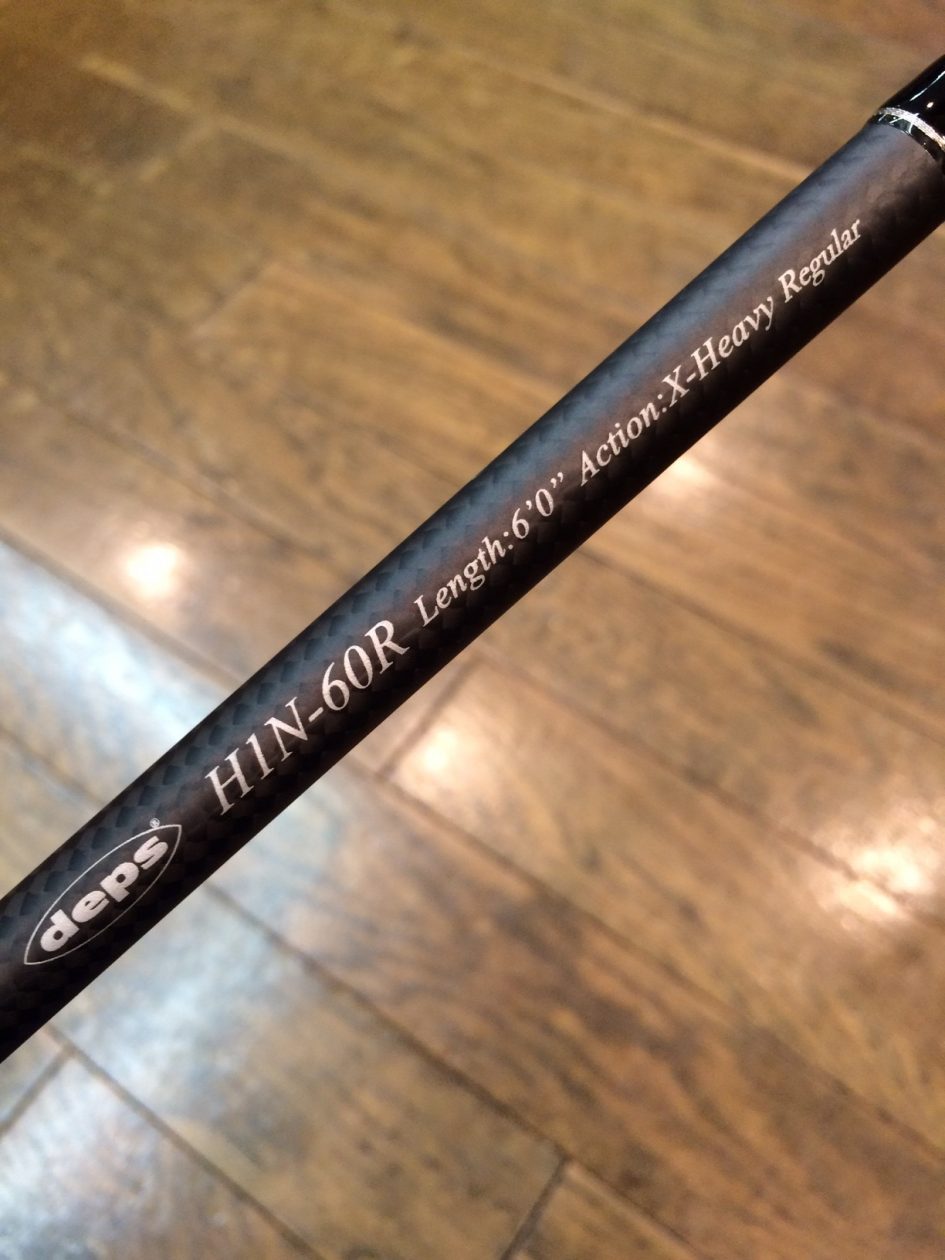 deps® H1N-60R Length:6'0” Action:X-Heavy Regular